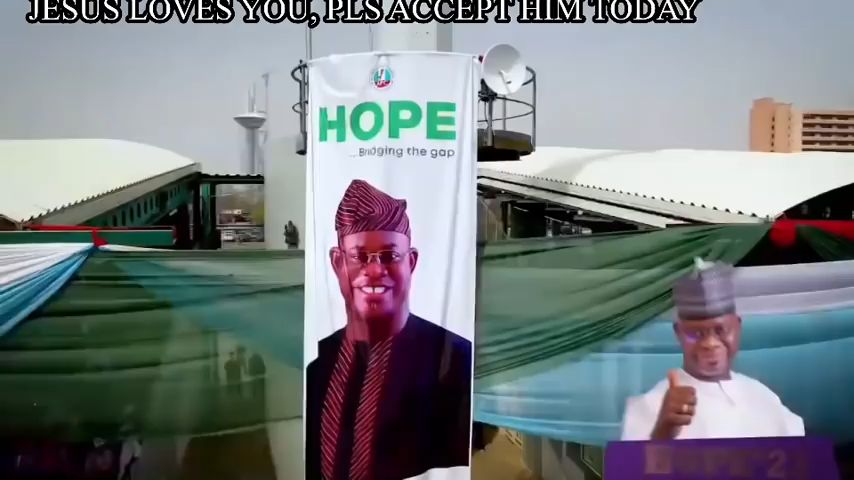 JESUS LOVES YOU, PLS ACCEPT HIM TODAY
HOPE
...Bridging the gap